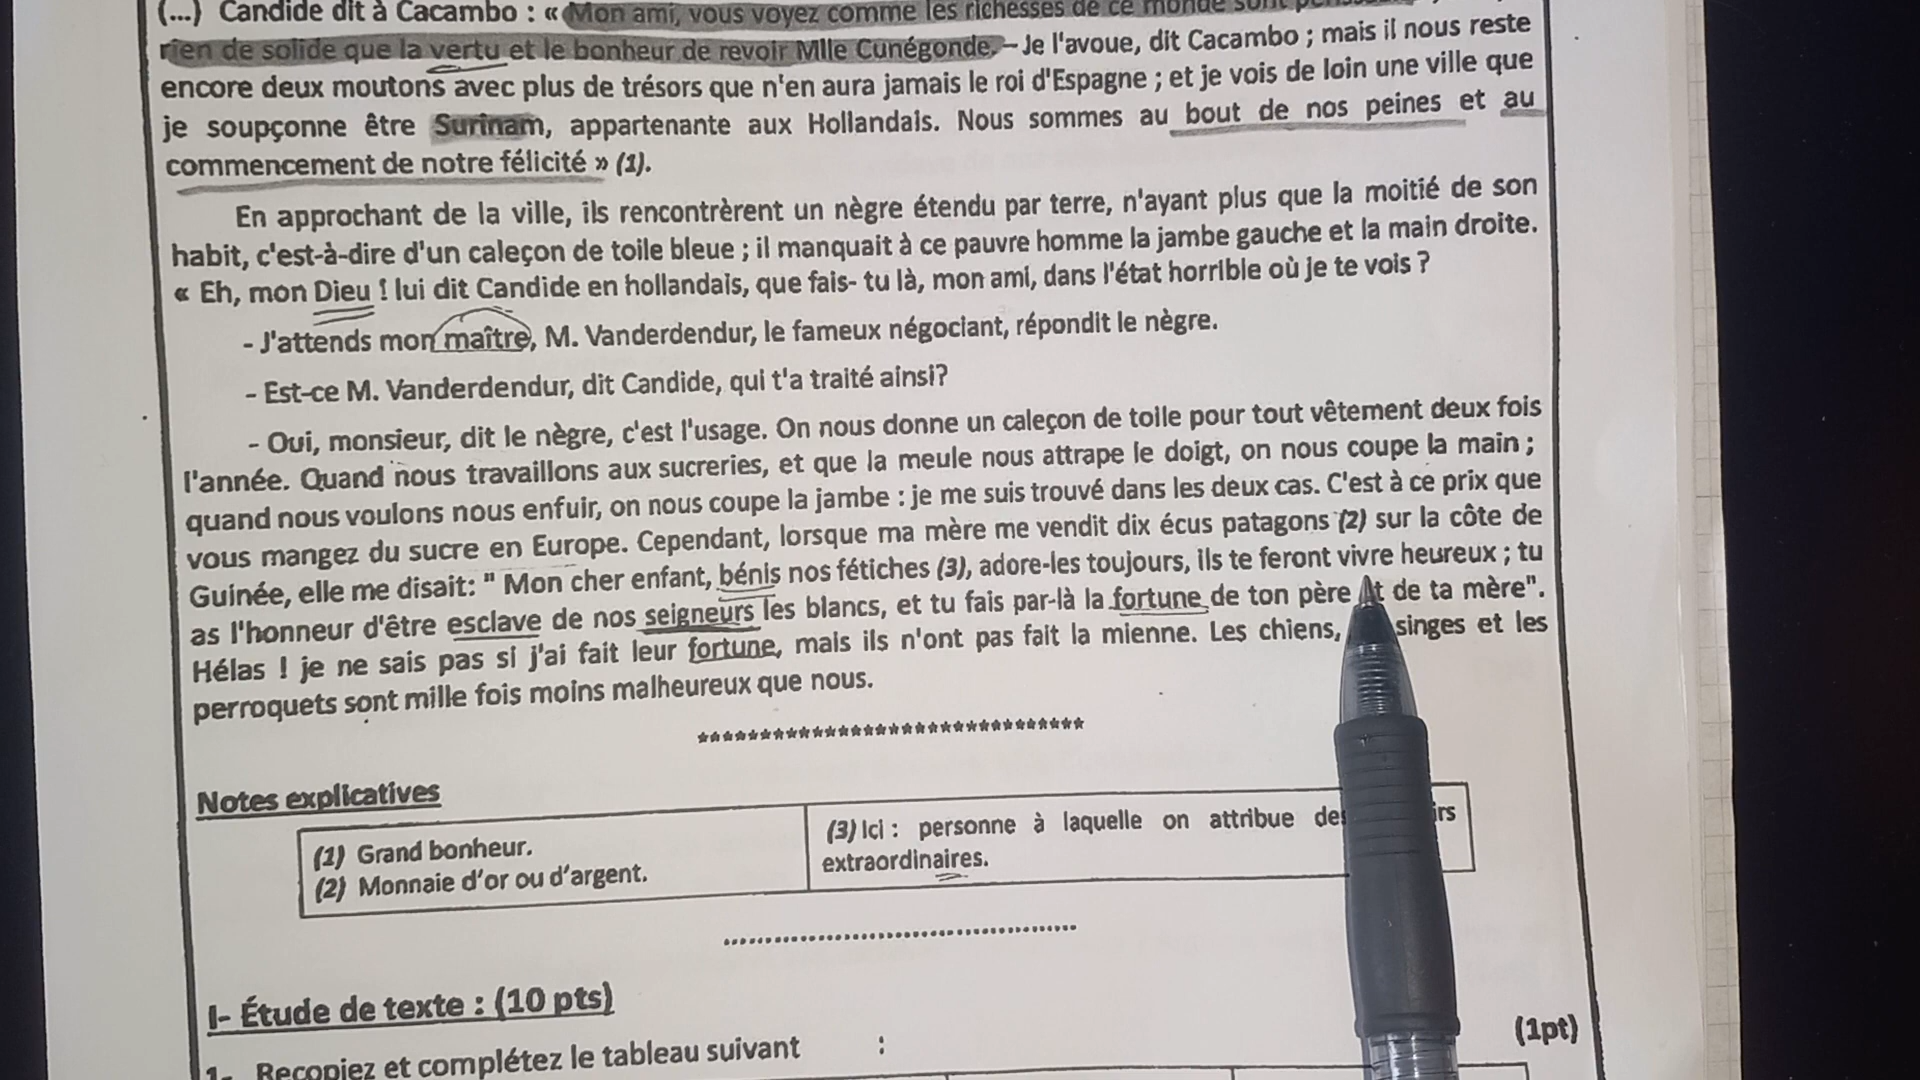 (...) Candide dit à Cacambo : « Mon ami, vous voyez comme les richesses de ce monde sont
rien de solide que la vertu et le bonheur de revoir Mlle Cunégonde. – Je l'avoue, dit Cacambo ; mais il nous reste
encore deux moutons avec plus de trésors que n'en aura jamais le roi d'Espagne ; et je vois de loin une ville que
je soupçonne être Surinam, appartenante aux Hollandais. Nous sommes au bout de nos peines et au
commencement de notre félicité » (1).
En approchant de la ville, ils rencontrèrent un nègre étendu par terre, n'ayant plus que la moitié de son
habit, c'est-à-dire d'un caleçon de toile bleue ; il manquait à ce pauvre homme la jambe gauche et la main droite.
« Eh, mon Dieu ! lui dit Candide en hollandais, que fais- tu là, mon ami, dans l'état horrible où je te vois ?
- J'attends mon maître, M. Vanderdendur, le fameux négociant, répondit le nègre.
- Est-ce M. Vanderdendur, dit Candide, qui t'a traité ainsi?
- Oui, monsieur, dit le nègre, c'est l'usage. On nous donne un caleçon de toile pour tout vêtement deux fois
l'année. Quand nous travaillons aux sucreries, et que la meule nous attrape le doigt, on nous coupe la main ;
quand nous voulons nous enfuir, on nous coupe la jambe : je me suis trouvé dans les deux cas. C'est à ce prix que
vous mangez du sucre en Europe. Cependant, lorsque ma mère me vendit dix écus patagons (2) sur la côte de
Guinée, elle me disait: " Mon cher enfant, bénis nos fétiches (3), adore-les toujours, ils te feront vivre heureux ; tu
as l'honneur d'être esclave de nos seigneurs les blancs, et tu fais par-là la fortune de ton père et de ta mère".
Hélas ! je ne sais pas si j'ai fait leur fortune, mais ils n'ont pas fait la mienne. Les chiens, singes et les
perroquets sont mille fois moins malheureux que nous.
******************************
Notes explicatives
(1) Grand bonheur.
(2) Monnaie d'or ou d'argent.
(3) Ici : personne à laquelle on attribue des
extraordinaires.
I- Étude de texte : (10 pts)
1- Recopiez et complétez le tableau suivant : (1pt)